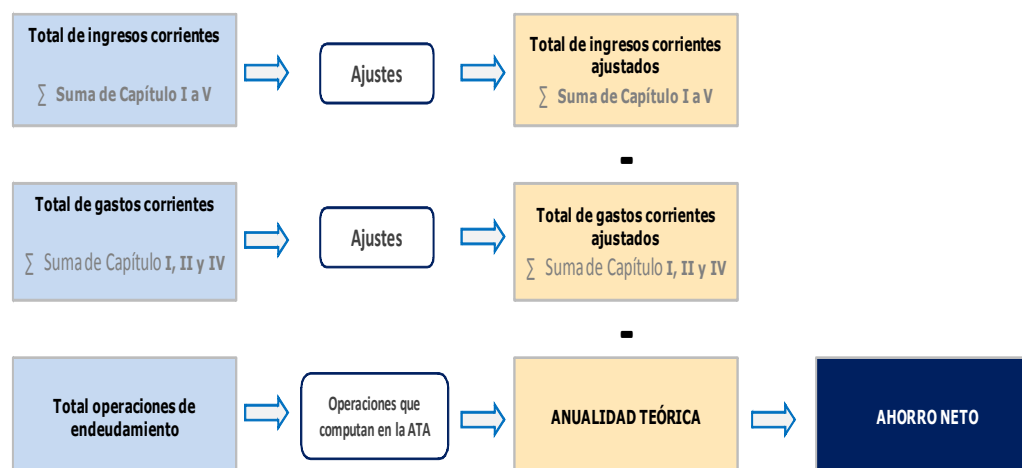 Total de ingresos corrientes
∑ Suma de Capítulo I a V
Ajustes
Total de ingresos corrientes
ajustados
∑ Suma de Capítulo I a V
-
Total de gastos corrientes
∑ Suma de Capítulo I, II y IV
Ajustes
Total de gastos corrientes
ajustados
∑ Suma de Capítulo I, II y IV
-
Total operaciones de
endeudamiento
Operaciones que
computan en la ATA
ANUALIDAD TEÓRICA
AHORRO NETO